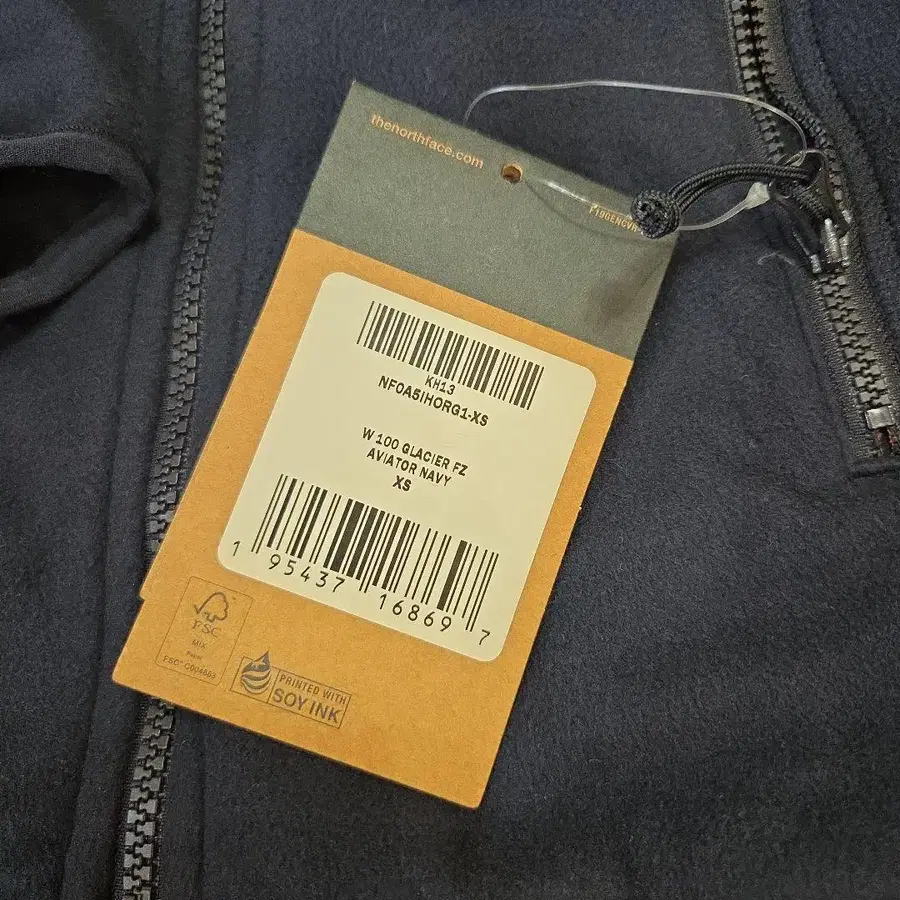 thenorthface.com
KH13
NF0A5IHORG1-XS
W 100 GLACIER FZ
AVIATOR NAVY
XS
1 95437 16869 7
FSC
MIX
Paper
PRINTED WITH
SOY INK